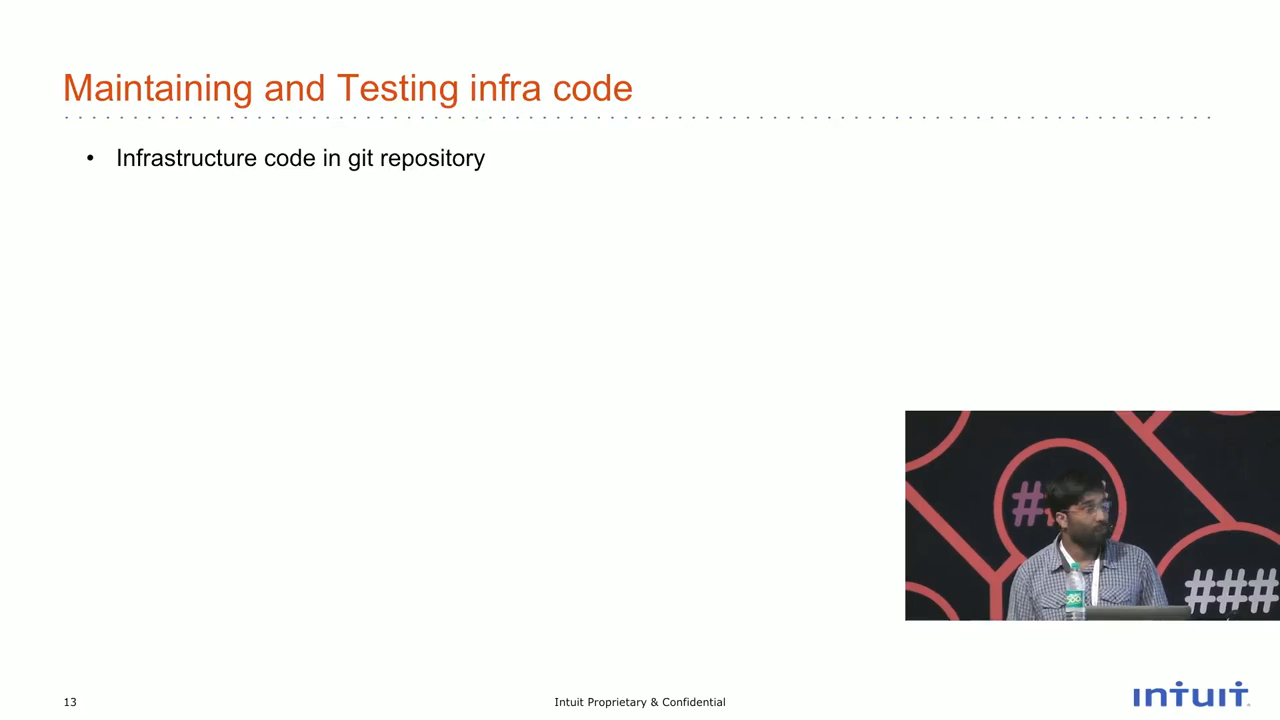 Maintaining and Testing infra code
• Infrastructure code in git repository
###
13
Intuit Proprietary & Confidential
intuit